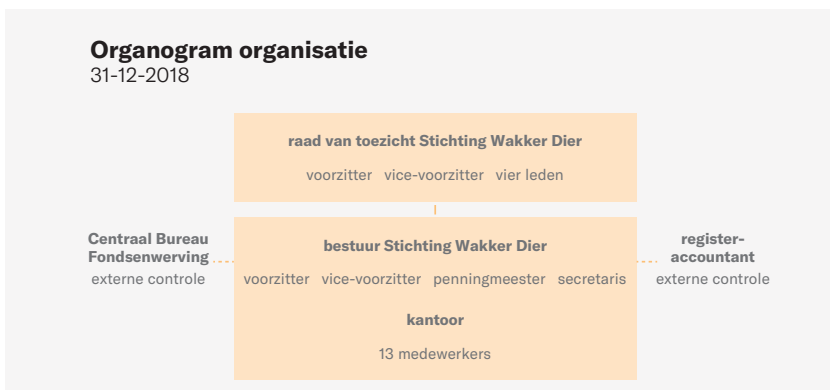 Organogram organisatie
31-12-2018
raad van toezicht Stichting Wakker Dier
voorzitter vice-voorzitter vier leden
Centraal Bureau
Fondsenwerving
externe controle
bestuur Stichting Wakker Dier
voorzitter vice-voorzitter penningmeester secretaris
kantoor
13 medewerkers
register-
accountant
externe controle